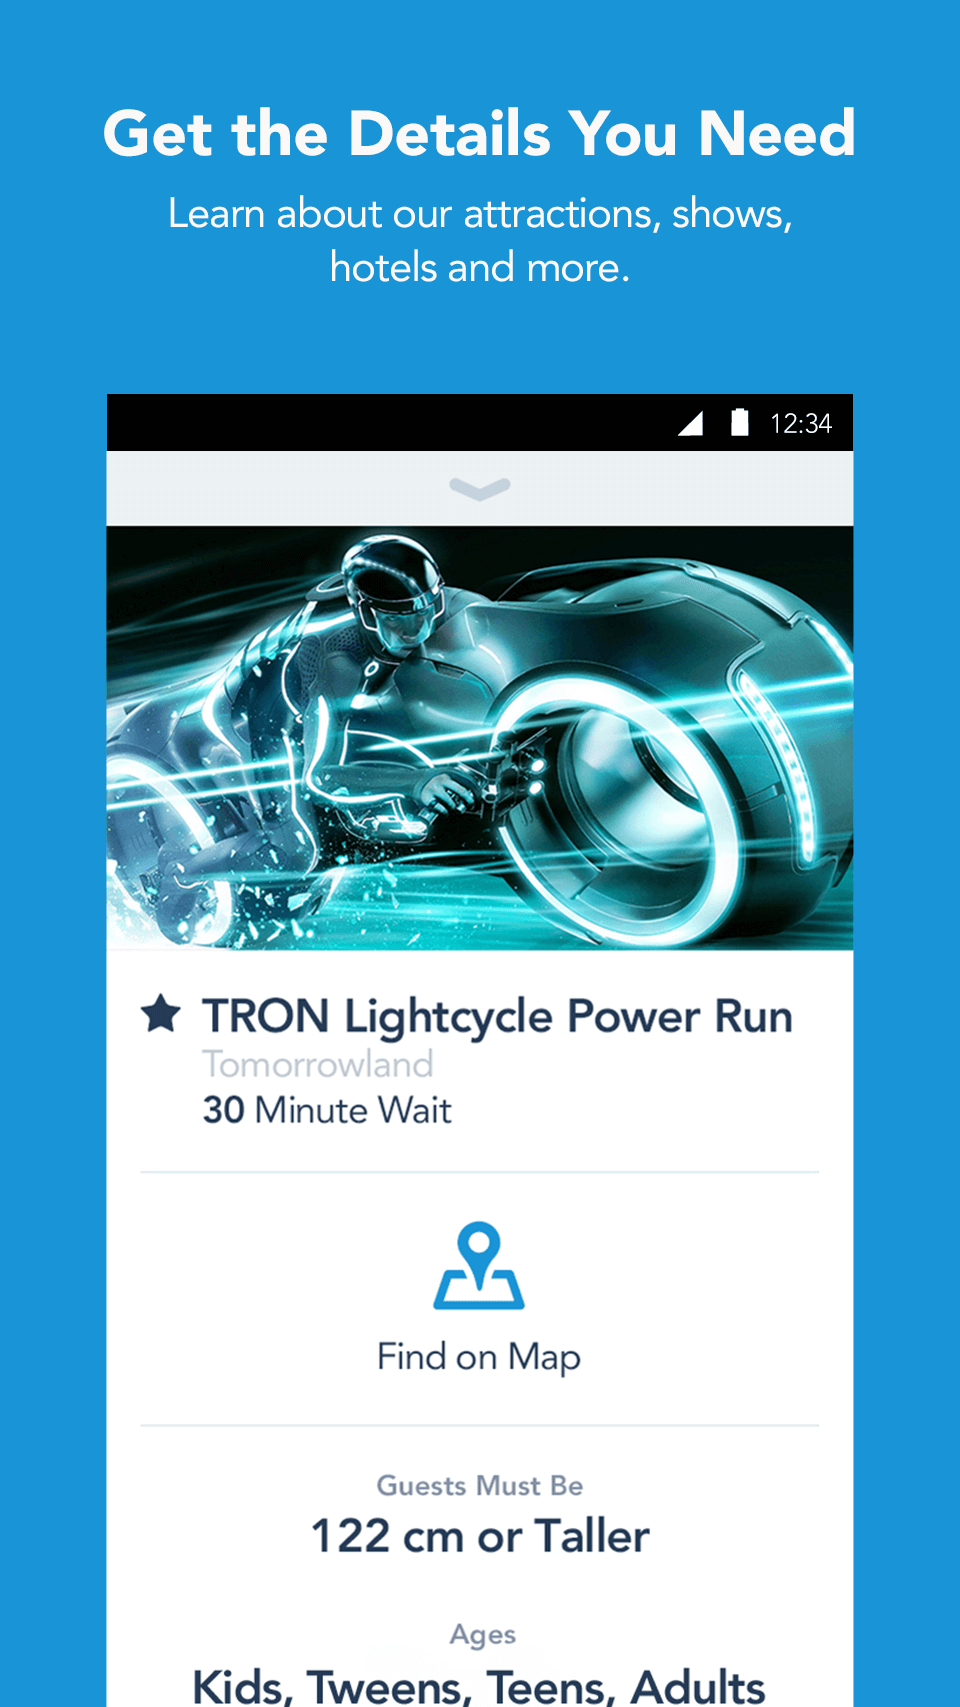 Get the Details You Need
Learn about our attractions, shows,
hotels and more.
12:34
TRON Lightcycle Power Run
Tomorrowland
30 Minute Wait
Find on Map
Guests Must Be
122 cm or Taller
Ages
Kids, Tweens, Teens, Adults